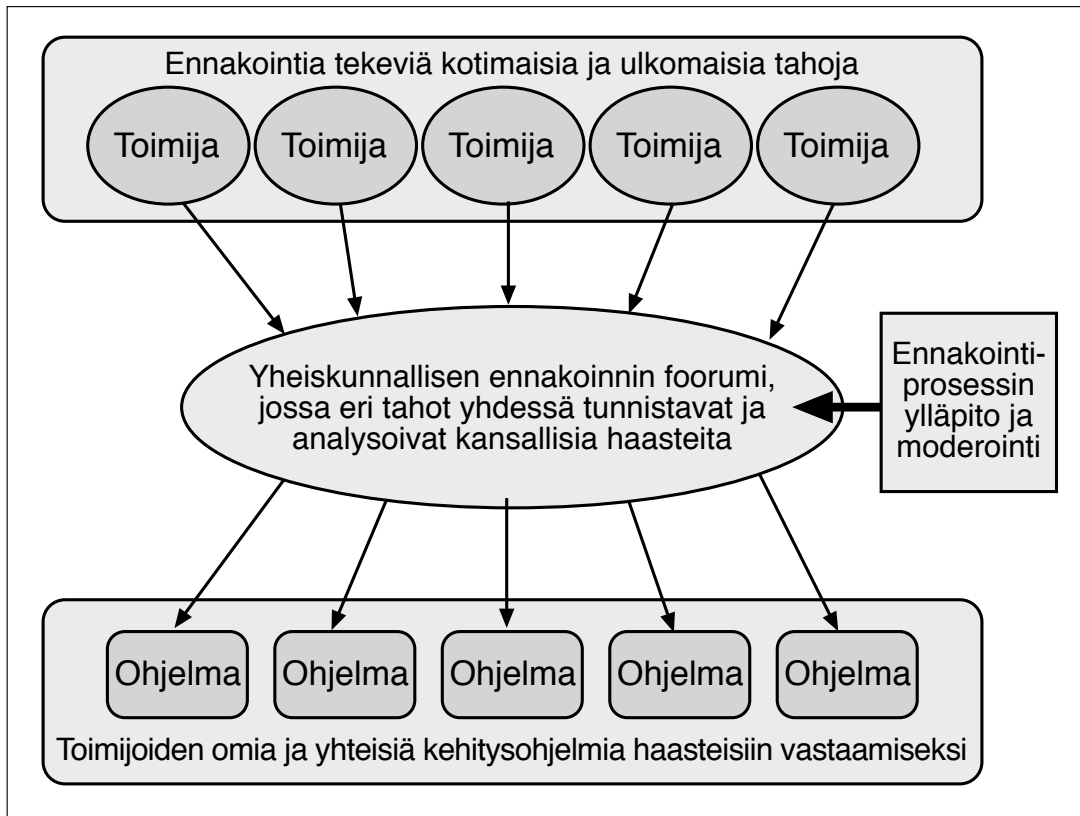 Ennakointia tekeviä kotimaisia ja ulkomaisia tahoja
Toimija Toimija Toimija Toimija Toimija
Yheiskunnallisen ennakoinnin foorumi,
jossa eri tahot yhdessä tunnistavat ja
analysoivat kansallisia haasteita
Ennakointi-
prosessin
ylläpito ja
moderointi
Ohjelma Ohjelma Ohjelma Ohjelma Ohjelma
Toimijoiden omia ja yhteisiä kehitysohjelmia haasteisiin vastaamiseksi